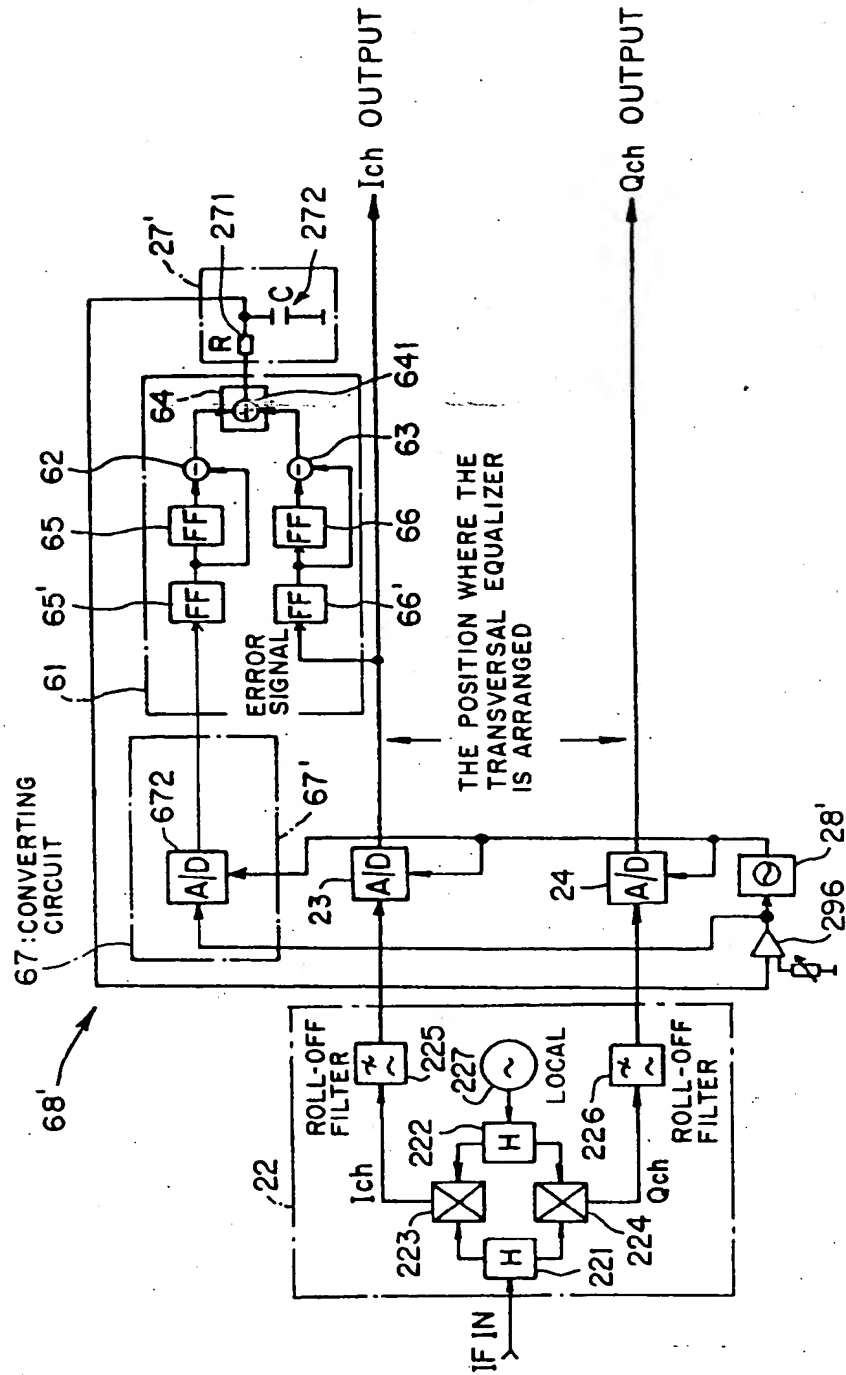 68'
67:CONVERTING
CIRCUIT
672
A/D
67'
61
65'
65
62
FF
FF
64
ERROR
SIGNAL
FF
FF
66'
66
63
641
27'
R
C
271
272
Ich OUTPUT
22
ROLL-OFF
FILTER
225
Ich
23
A/D
THE POSITION WHERE THE
TRANSVERSAL EQUALIZER
IS ARRANGED
223
222
H
227
~
LOCAL
IF IN
H
221
224
Qch
226
ROLL-OFF
FILTER
24
A/D
Qch OUTPUT
28'
296